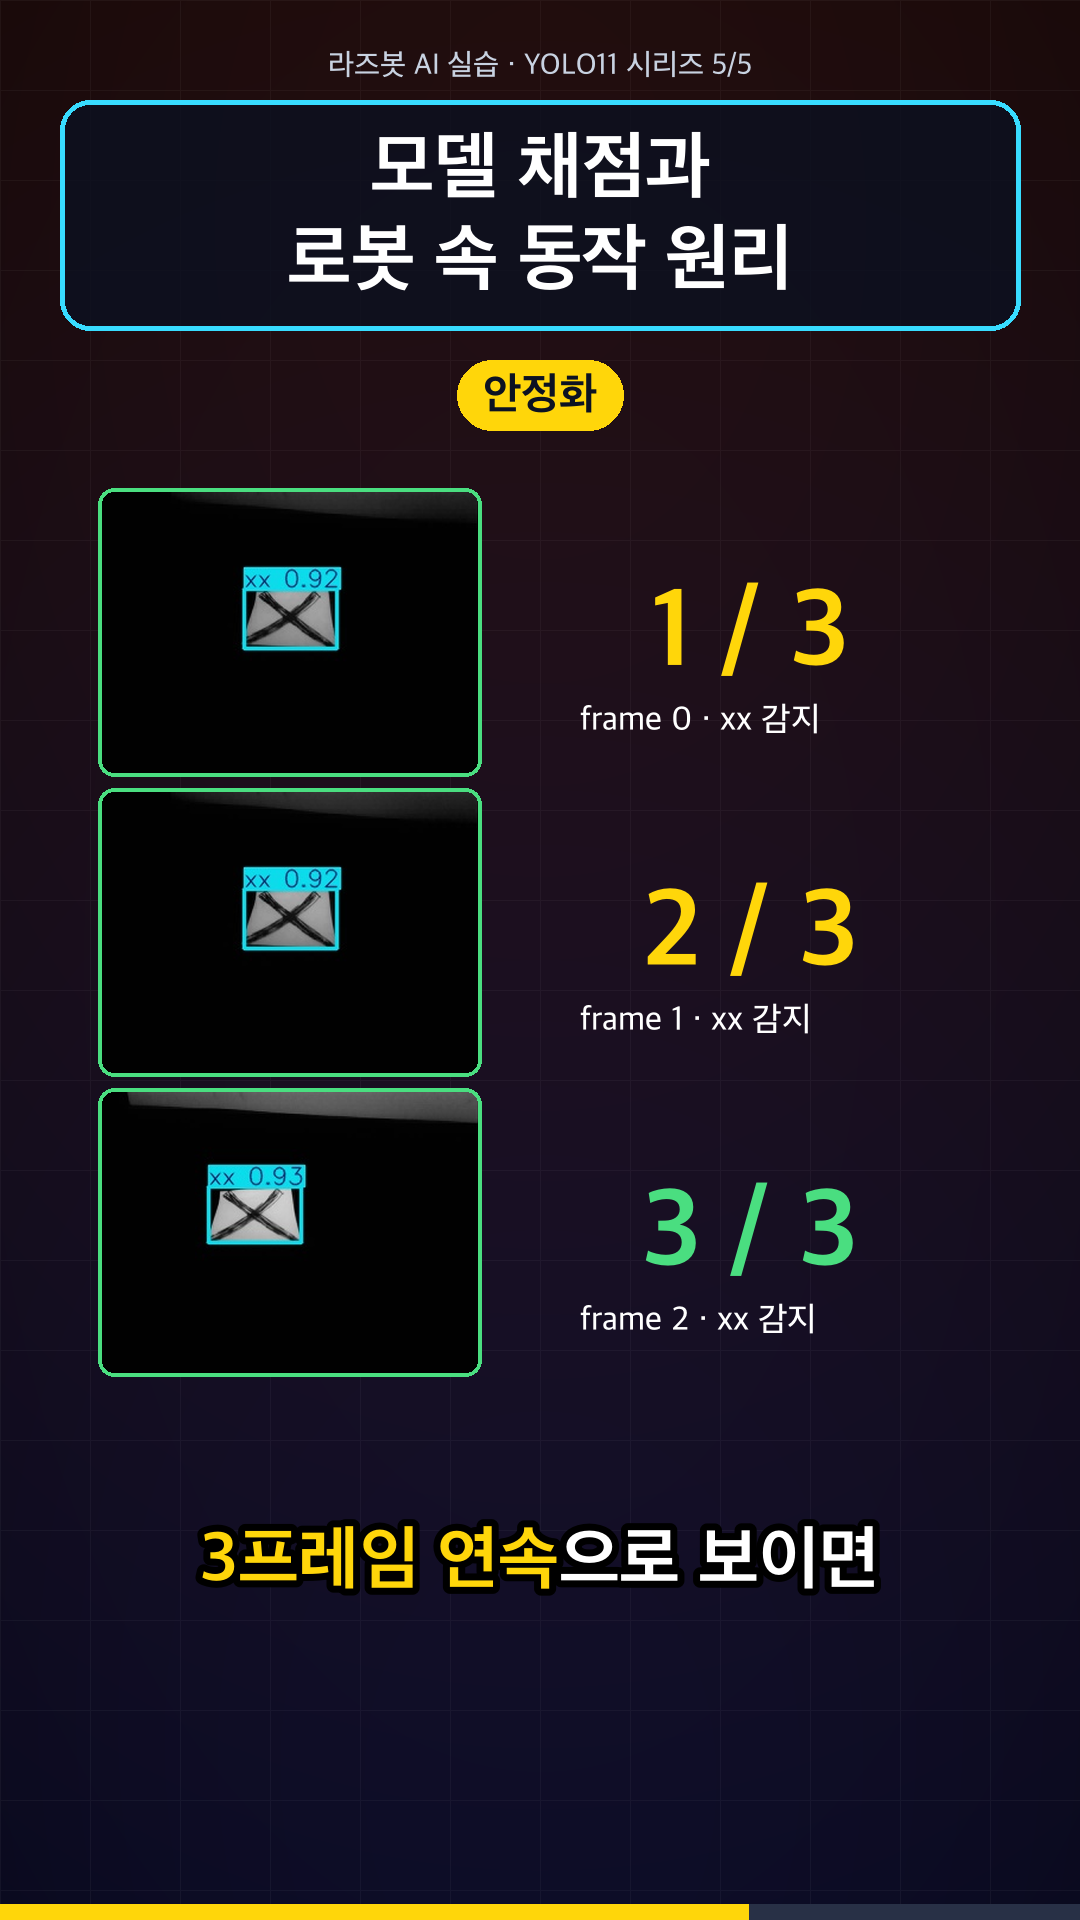 라즈봇 AI 실습 · YOLO11 시리즈 5/5
모델 채점과
로봇 속 동작 원리
안정화
xx 0.92
1 / 3
frame 0 · xx 감지
xx 0.92
2 / 3
frame 1 · xx 감지
xx 0.93
3 / 3
frame 2 · xx 감지
3프레임 연속으로 보이면